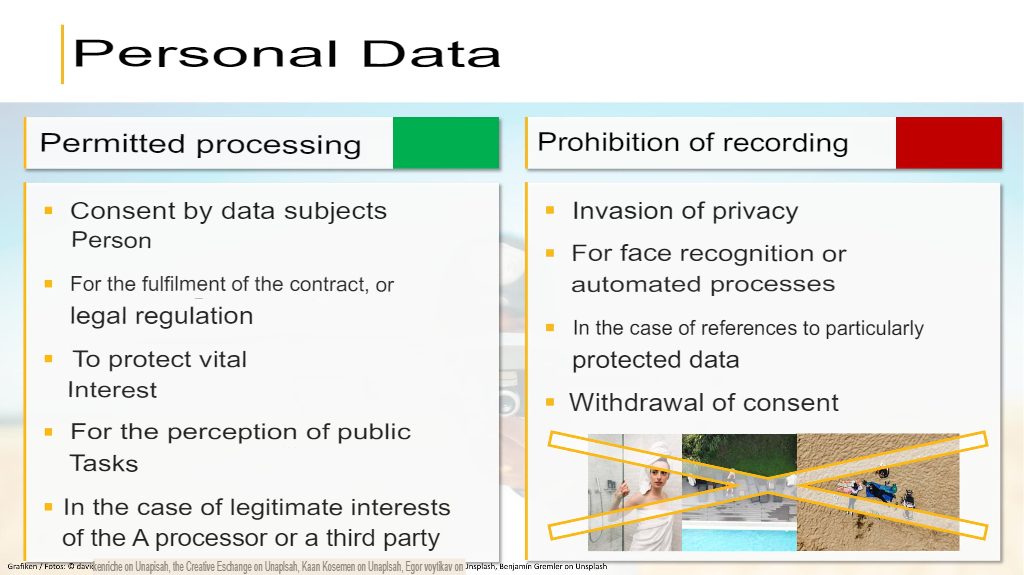 Personal Data
Permitted processing
Consent by data subjects
Person
For the fulfilment of the contract, or
legal regulation
To protect vital
Interest
For the perception of public
Tasks
In the case of legitimate interests
of the A processor or a third party
Prohibition of recording
Invasion of privacy
For face recognition or
automated processes
In the case of references to particularly
protected data
Withdrawal of consent
Grafiken / Fotos: © davickenriche on Unapisah, the Creative Eschange on Unaplsah, Kaan Kosemen on Unaplsah, Egor voytikav on Jnsplash, Benjamin Gremler on Unsplash